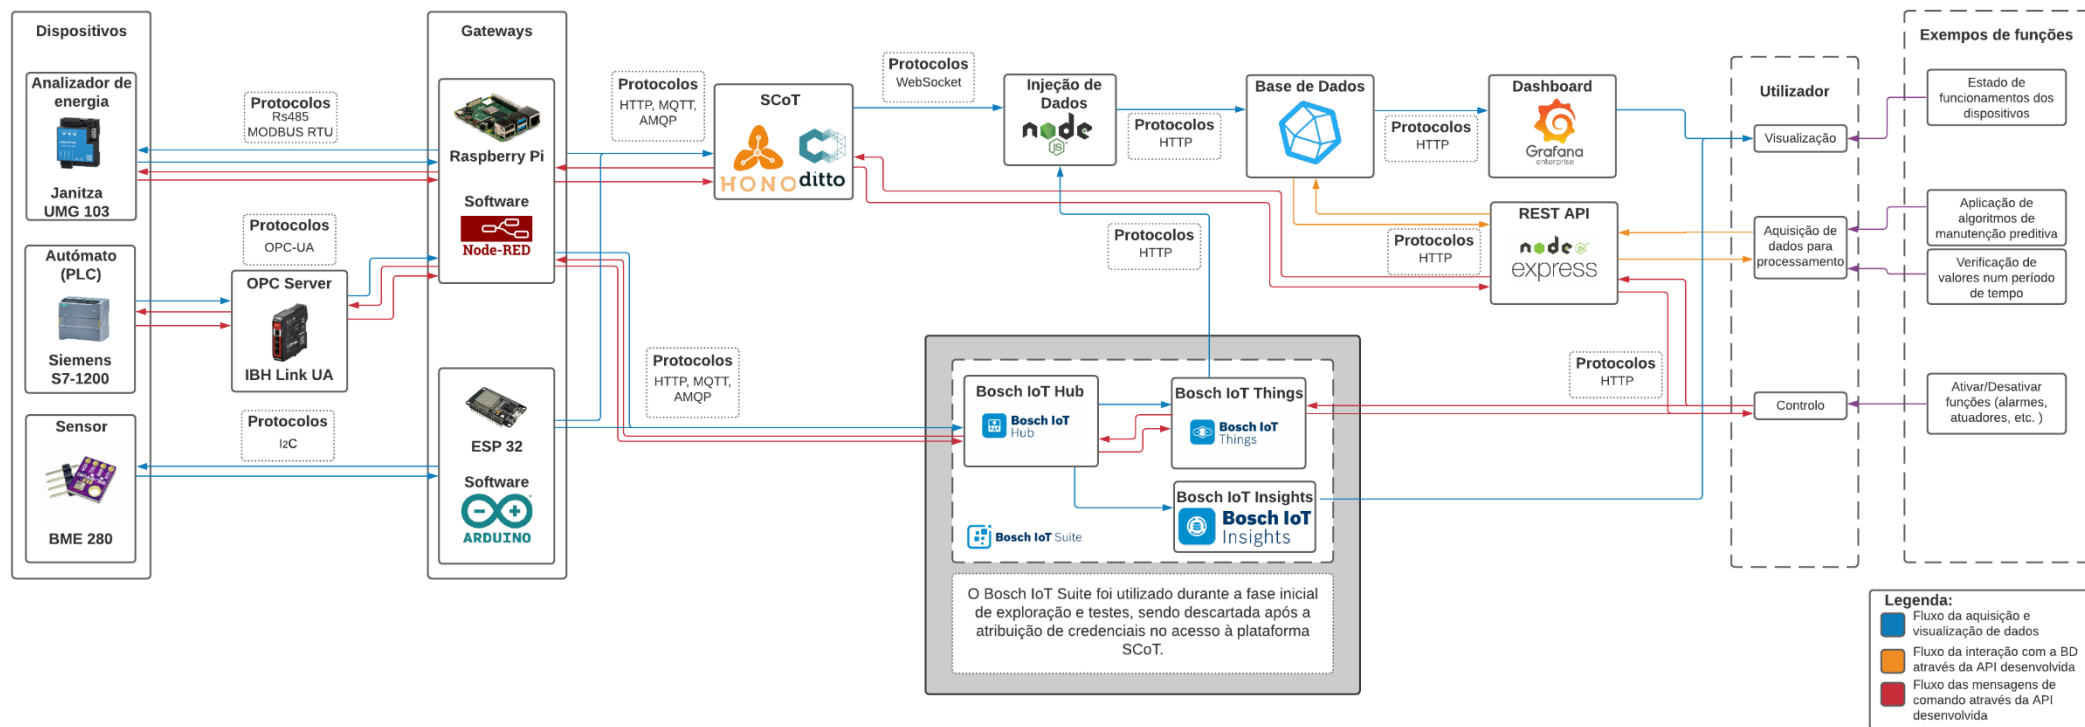 Dispositivos
Analizador de
energia
Janitza
UMG 103
Autómato
(PLC)
Siemens
S7-1200
Sensor
BME 280
Protocolos
Rs485
MODBUS RTU
Protocolos
OPC-UA
OPC Server
IBH Link UA
Protocolos
I2C
Gateways
Raspberry Pi
Software
Node-RED
ESP 32
Software
ARDUINO
Protocolos
HTTP, MQTT,
AMQP
Protocolos
HTTP, MQTT,
AMQP
SCoT
HONO
ditto
Protocolos
WebSocket
Injeção de
Dados
node
JS
Protocolos
HTTP
Protocolos
HTTP
Base de Dados
Protocolos
HTTP
Dashboard
Grafana
enterprise
REST API
node
JS
express
Protocolos
HTTP
Bosch IoT Hub
Bosch IoT
Hub
Bosch IoT Things
Bosch IoT
Things
Bosch IoT Insights
Bosch IoT
Insights
Bosch IoT Suite
O Bosch IoT Suite foi utilizado durante a fase inicial
de exploração e testes, sendo descartada após a
atribuição de credenciais no acesso à plataforma
SCoT.
Protocolos
HTTP
Utilizador
Visualização
Aquisição de
dados para
processamento
Controlo
Exempos de funções
Estado de
funcionamentos dos
dispositivos
Aplicação de
algoritmos de
manutenção preditiva
Verificação de
valores num período
de tempo
Ativar/Desativar
funções (alarmes,
atuadores, etc. )
Legenda:
Fluxo da aquisição e
visualização de dados
Fluxo da interação com a BD
através da API desenvolvida
Fluxo das mensagens de
comando através da API
desenvolvida